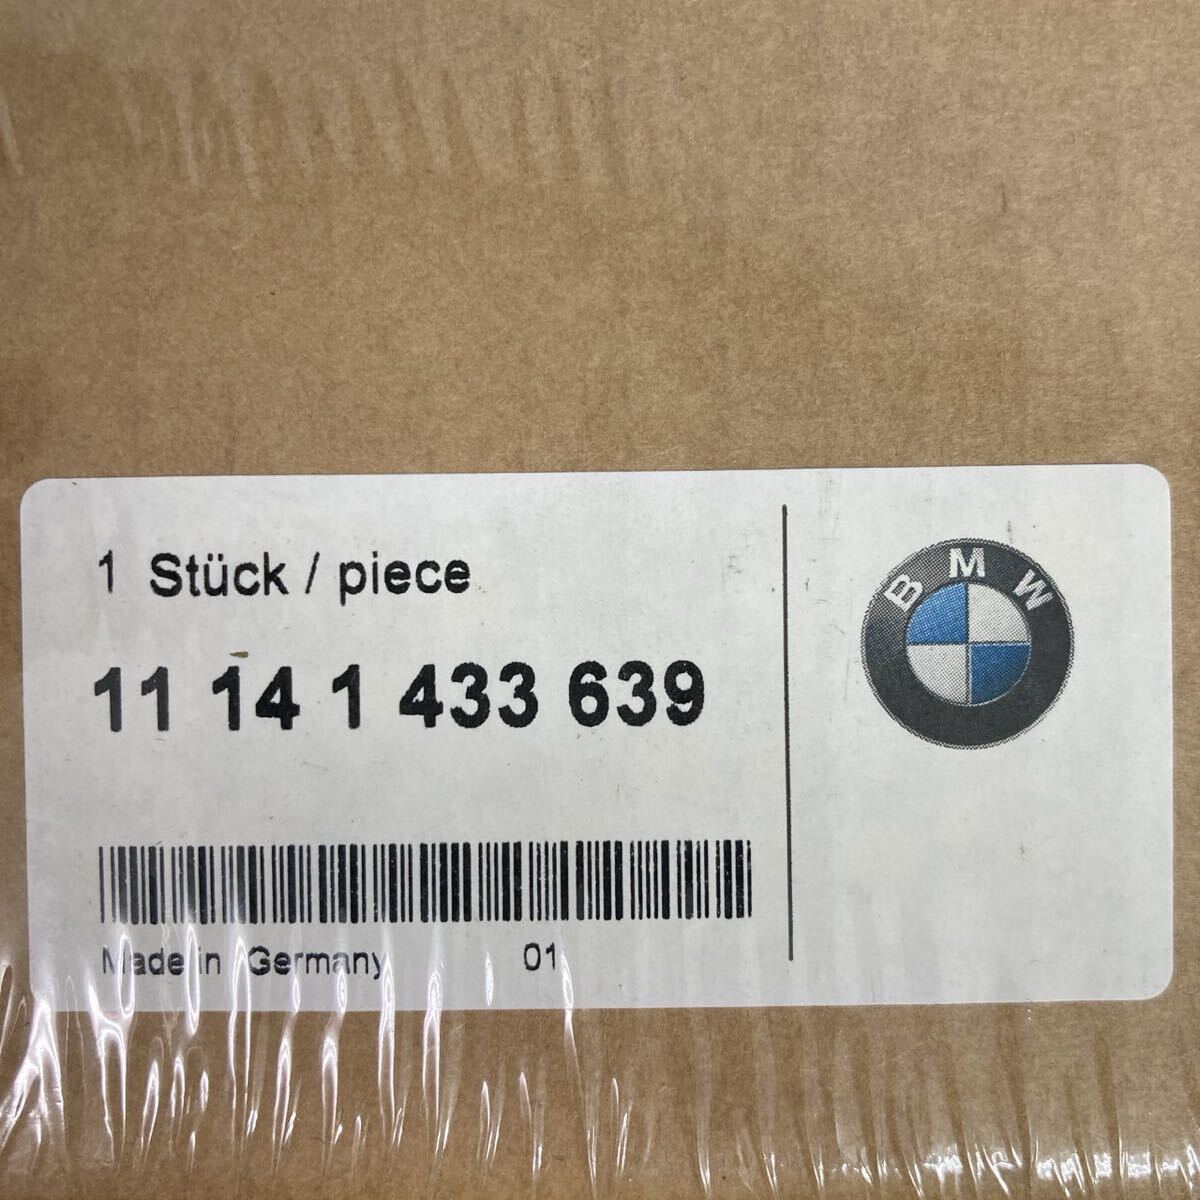 1 Stück / piece
11 14 1 433 639
Made in Germany 01
BMW